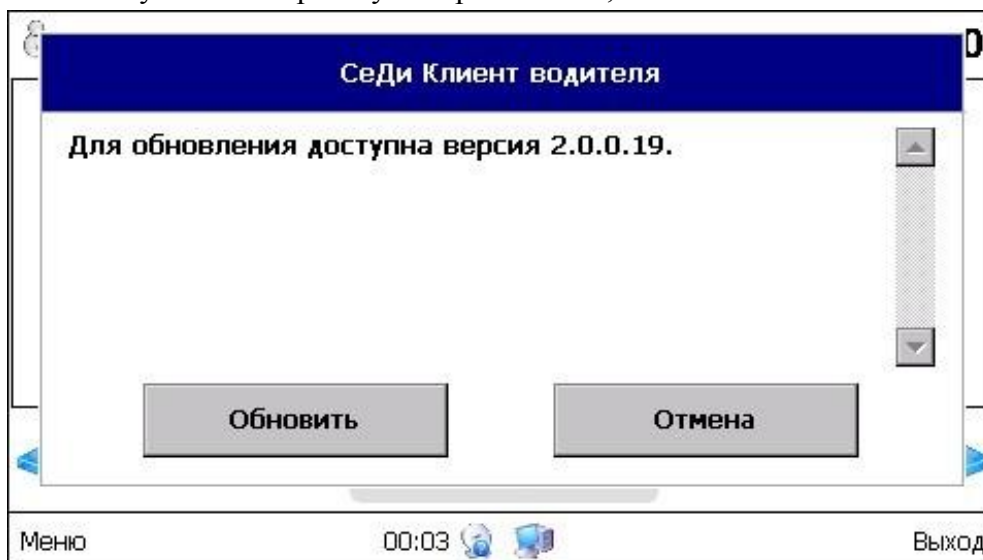 СеДи Клиент водителя
Для обновления доступна версия 2.0.0.19.
Обновить Отмена
Меню 00:03 Выход